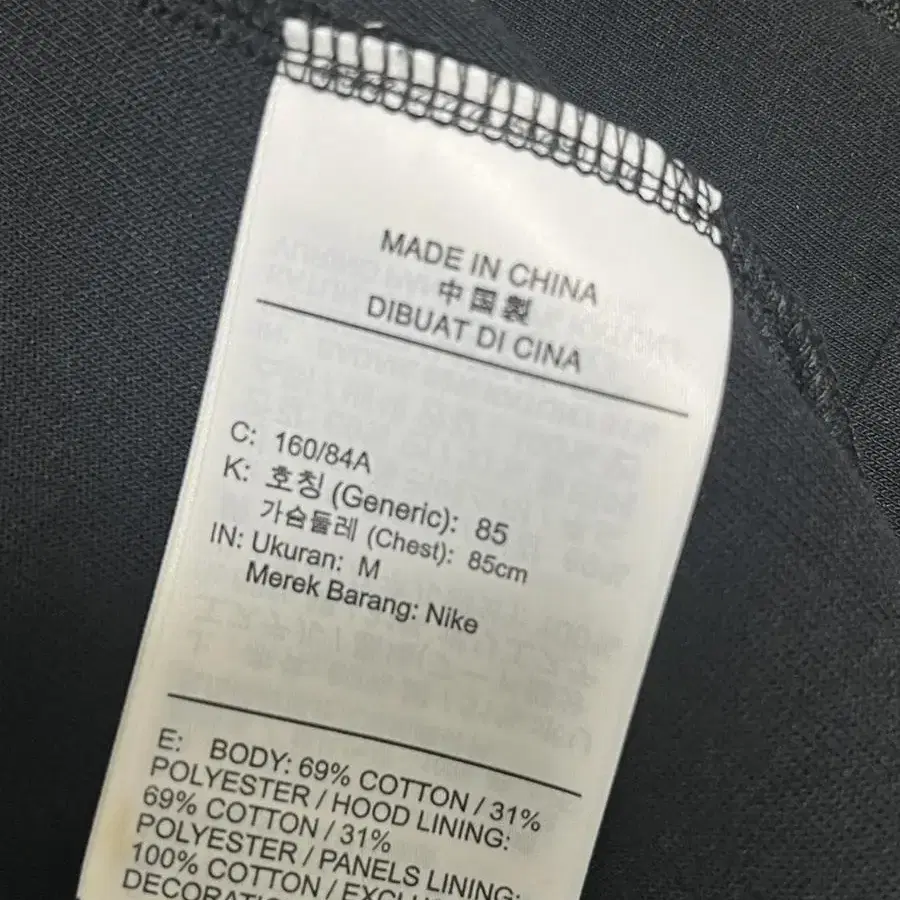 MADE IN CHINA
中国製
DIBUAT DI CINA
C: 160/84A
K: 호칭 (Generic): 85
가슴둘레 (Chest): 85cm
IN: Ukuran: M
Merek Barang: Nike
E: BODY: 69% COTTON / 31%
POLYESTER / HOOD LINING:
69% COTTON / 31%
POLYESTER / PANELS LINING:
100% COTTON /